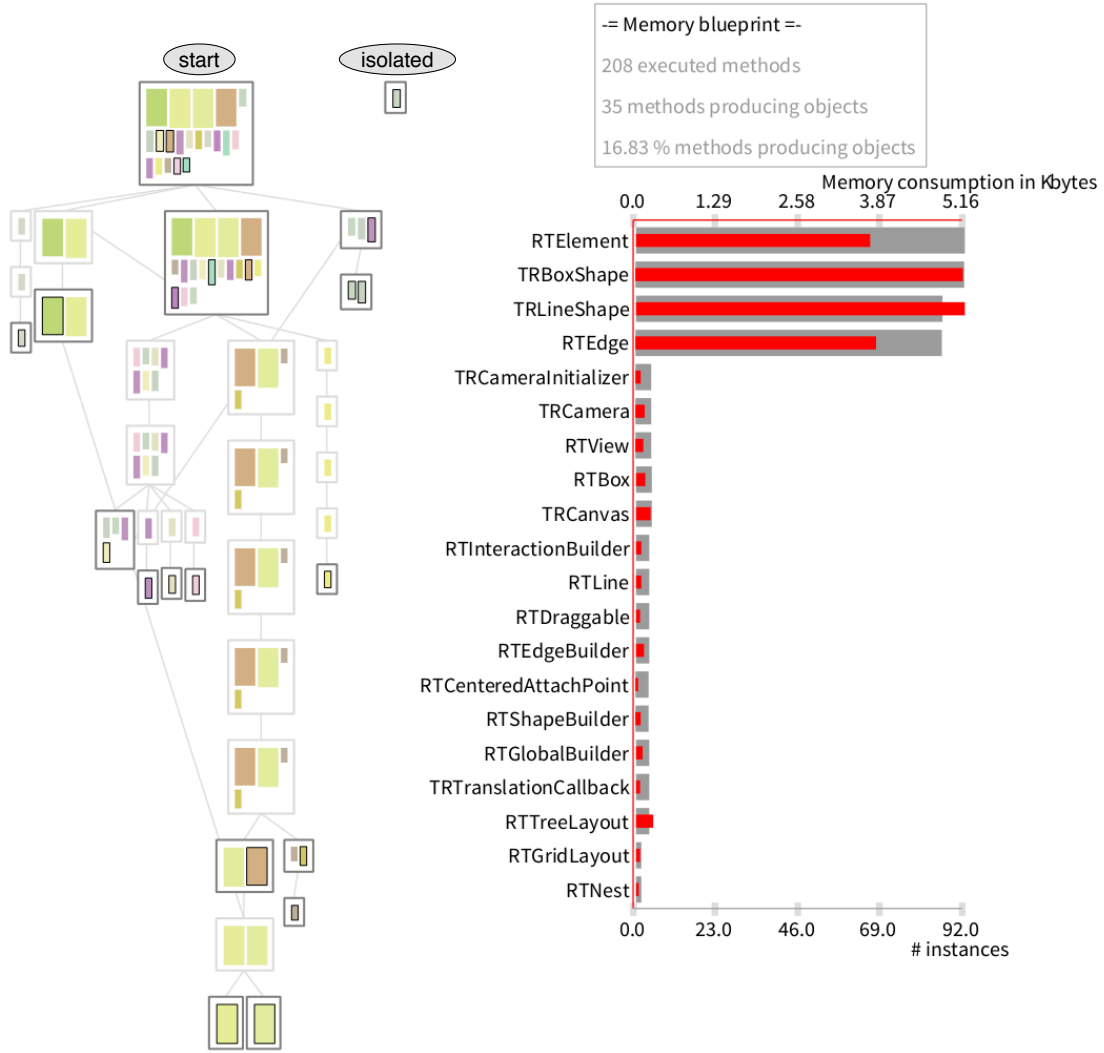 start
isolated
-= Memory blueprint =-
208 executed methods
35 methods producing objects
16.83 % methods producing objects
Memory consumption in Kbytes
0.0 1.29 2.58 3.87 5.16
RTElement
TRBoxShape
TRLineShape
RTEdge
TRCameraInitializer
TRCamera
RTView
RTBox
TRCanvas
RTInteractionBuilder
RTLine
RTDraggable
RTEdgeBuilder
RTCenteredAttachPoint
RTShapeBuilder
RTGlobalBuilder
TRTranslationCallback
RTTreeLayout
RTGridLayout
RTNest
0.0 23.0 46.0 69.0 92.0
# instances